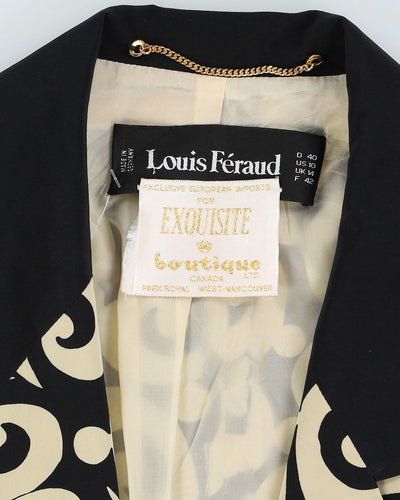 MADE IN
GERMANY
Louis Féraud
D 40
US 10
UK 14
F 42
EXCLUSIVE EUROPEAN IMPORTS
FOR
EXQUISITE
boutique
LTD.
CANADA
PARK ROYAL WEST-VANCOUVER